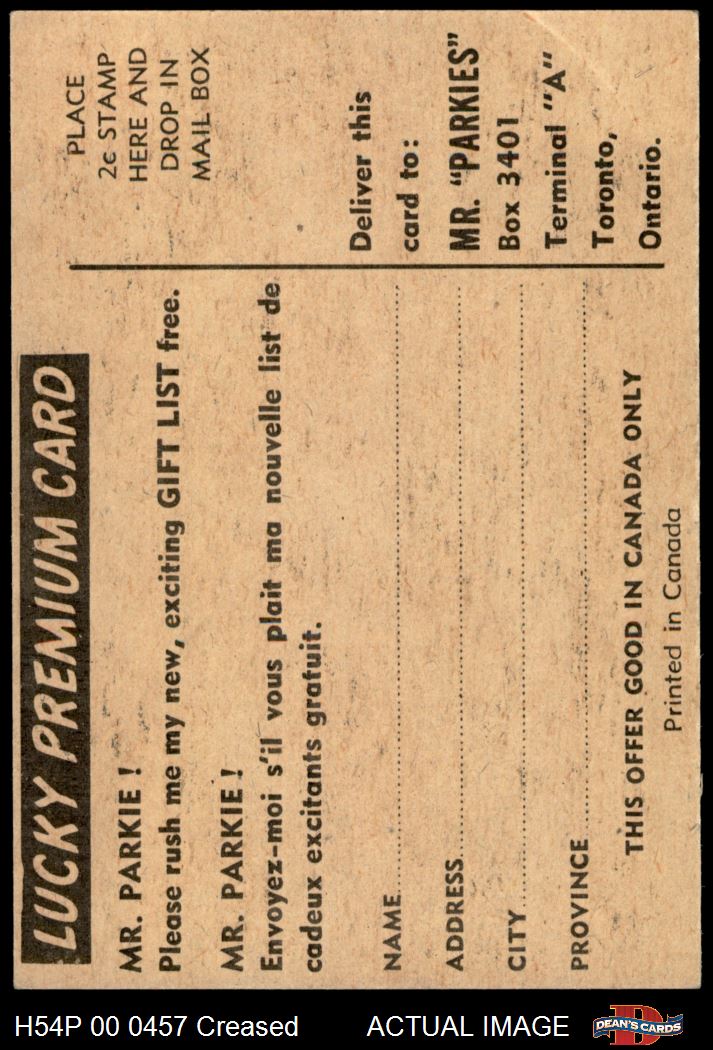 LUCKY PREMIUM CARD
MR. PARKIE !
Please rush me my new, exciting GIFT LIST free.
MR. PARKIE !
Envoyez-moi s'il vous plait ma nouvelle list de
cadeux excitants gratuit.
NAME
ADDRESS
CITY
PROVINCE
THIS OFFER GOOD IN CANADA ONLY
Printed in Canada
PLACE
2¢ STAMP
HERE AND
DROP IN
MAIL BOX
Deliver this
card to:
MR. "PARKIES"
Box 3401
Terminal "A"
Toronto,
Ontario.
H54P 00 0457 Creased
ACTUAL IMAGE
D
DEAN'S CARDS